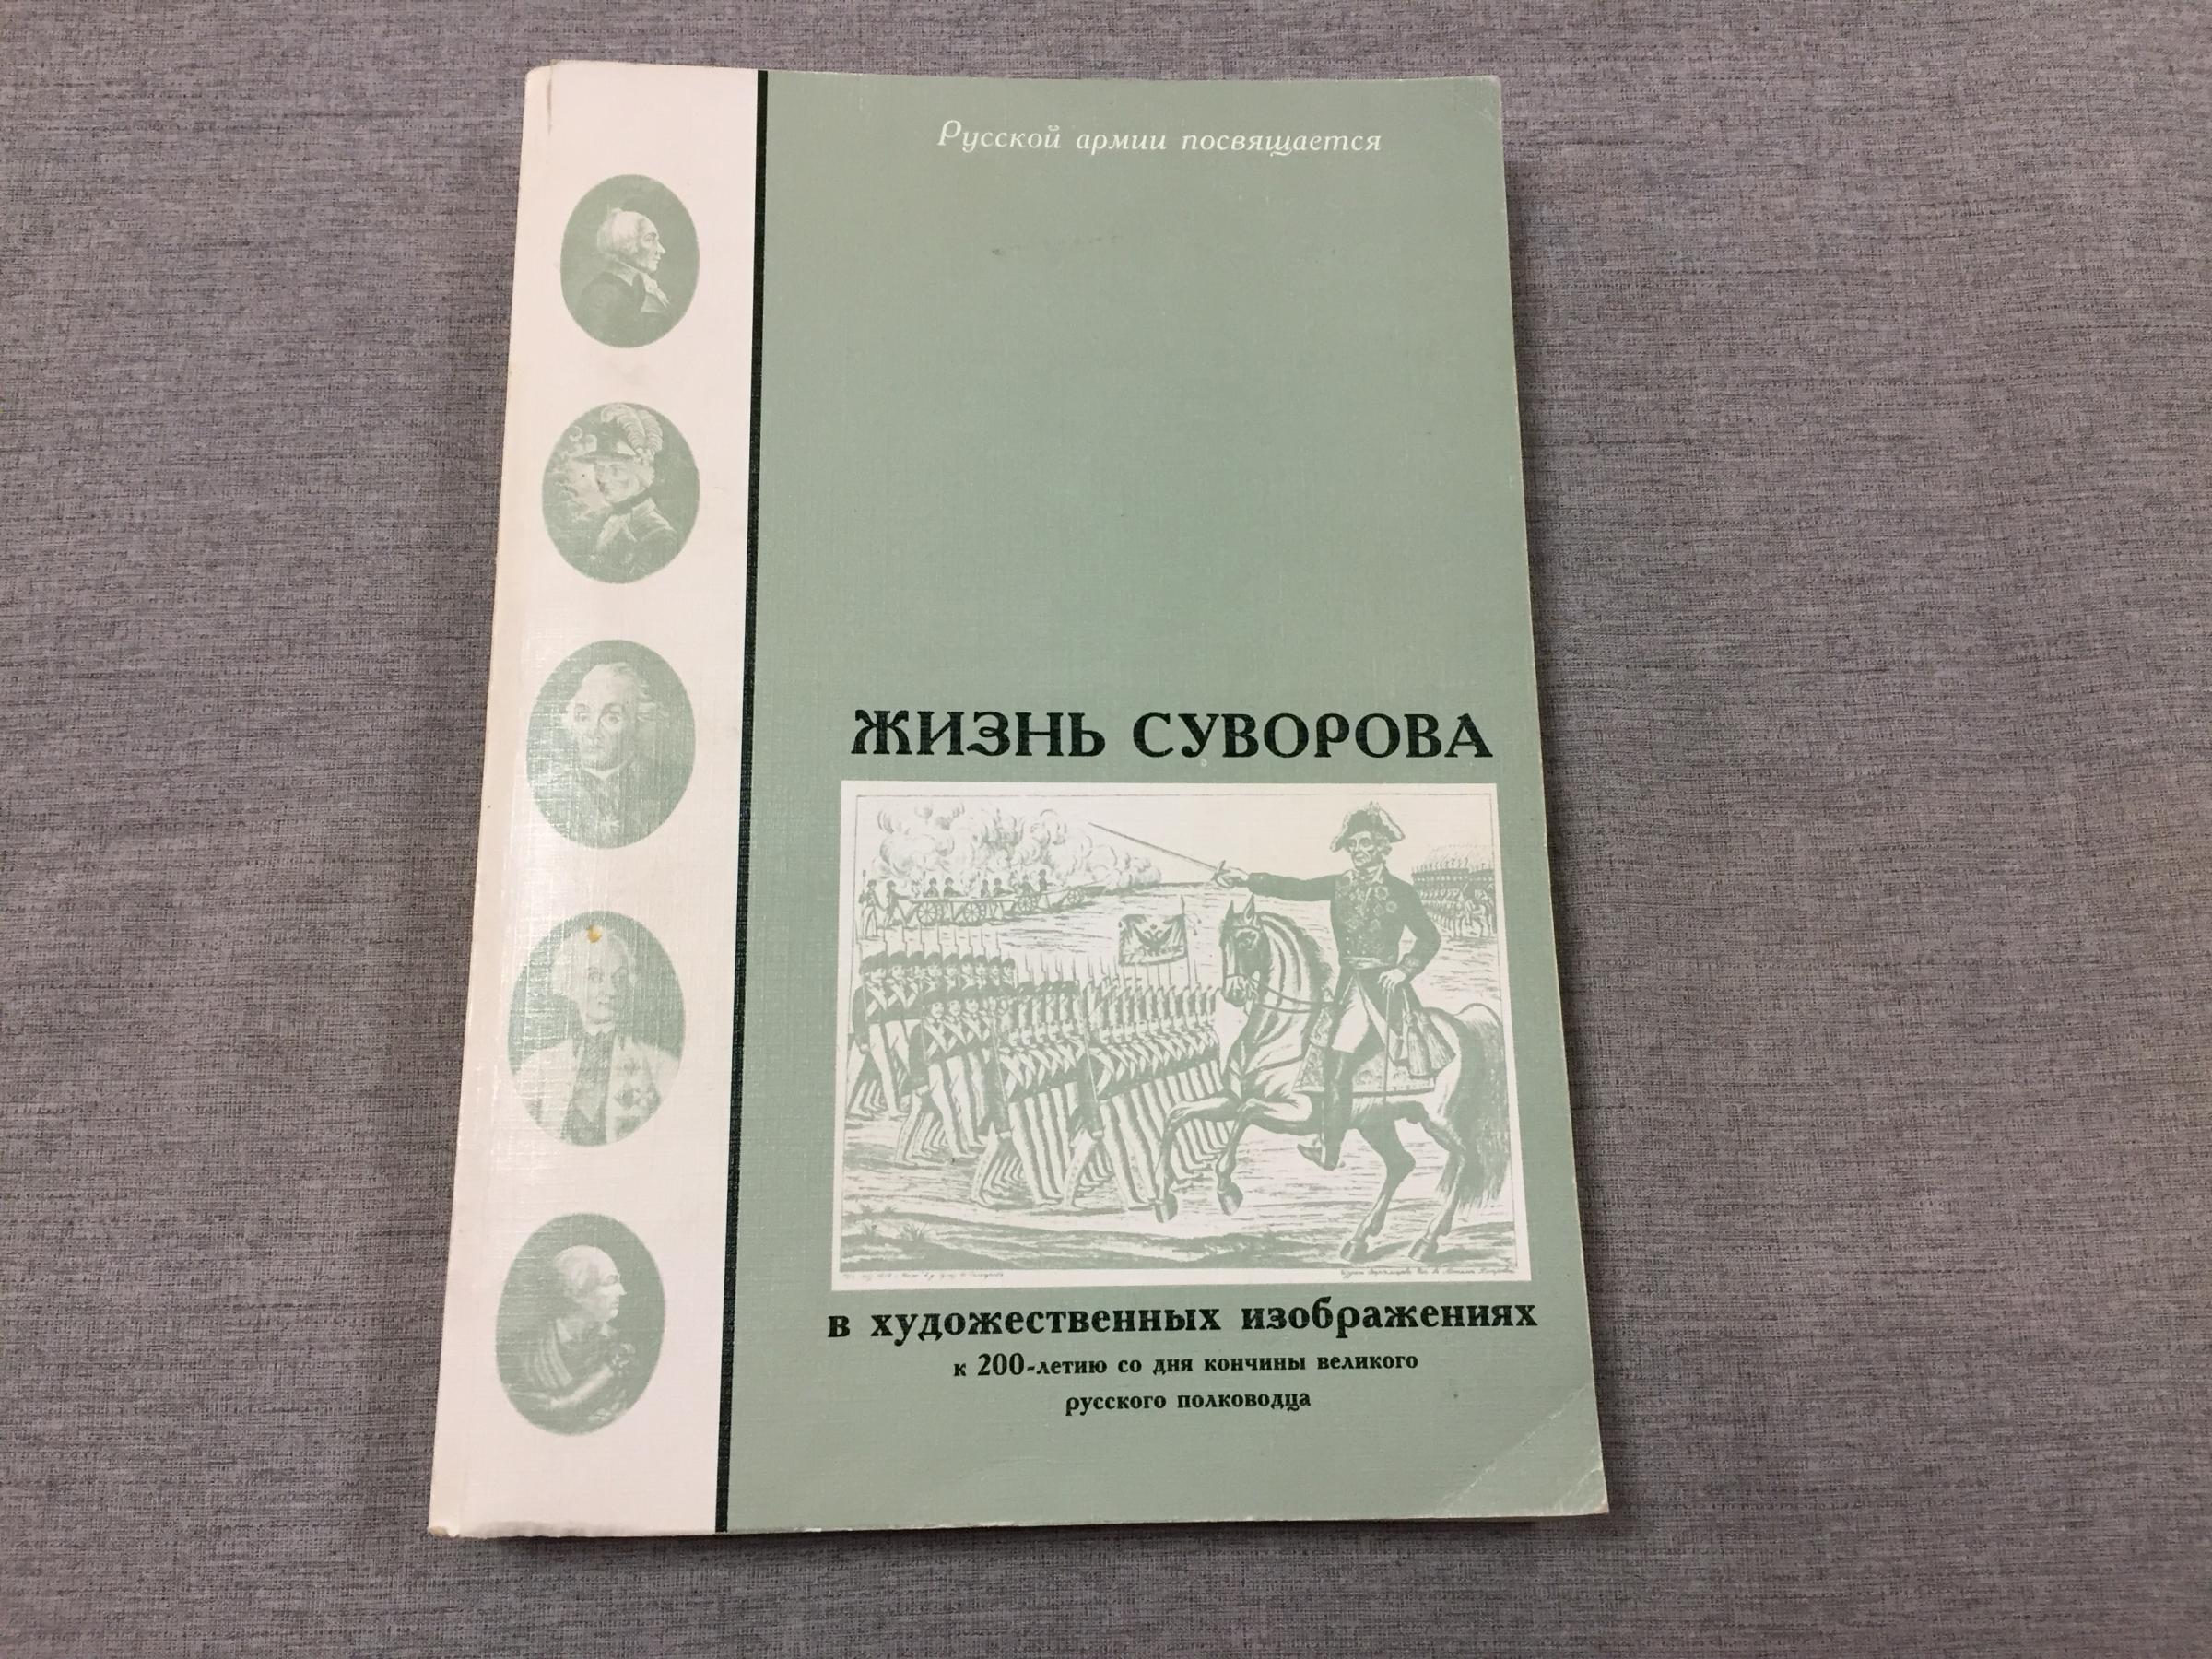 Русской армии посвящается
ЖИЗНЬ СУВОРОВА
в художественных изображениях
к 200-летию со дня кончины великого
русского полководца